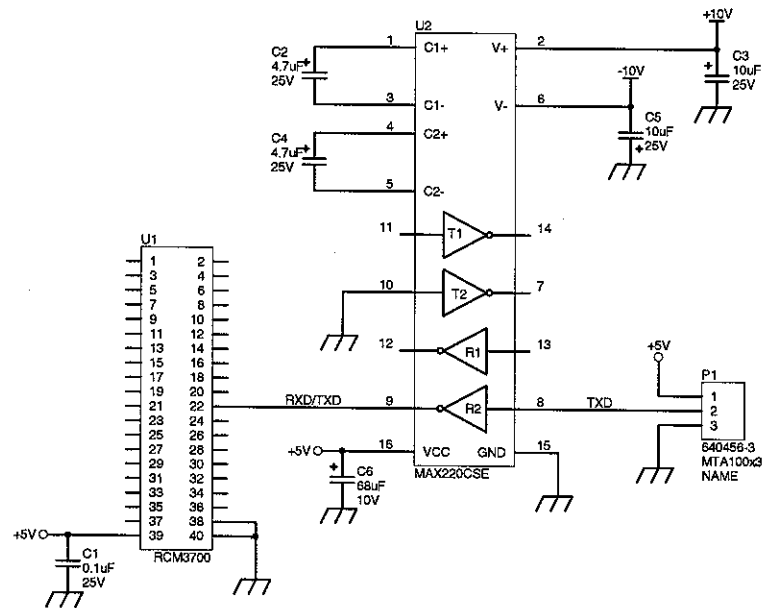 U2
+10V
1 C1+ V+ 2
C2
4.7uF
25V
+
+
C3
10uF
25V
-10V
3 C1- V- 6
4 C2+
C4
4.7uF
25V
+
C5
10uF
25V
+
5 C2-
11 T1 14
U1
10 T2 7
1 2
3 4
5 6
7 8
9 10
11 12
13 14
15 16
17 18
19 20
21 22
23 24
25 26
27 28
29 30
31 32
33 34
35 36
37 38
39 40
RCM3700
12 R1 13
+5V
P1
1
2
3
640456-3
MTA100x3
NAME
RXD/TXD 9 R2 8 TXD
+5V 16 VCC GND 15
MAX220CSE
+
C6
68uF
10V
+5V
C1
0.1uF
25V